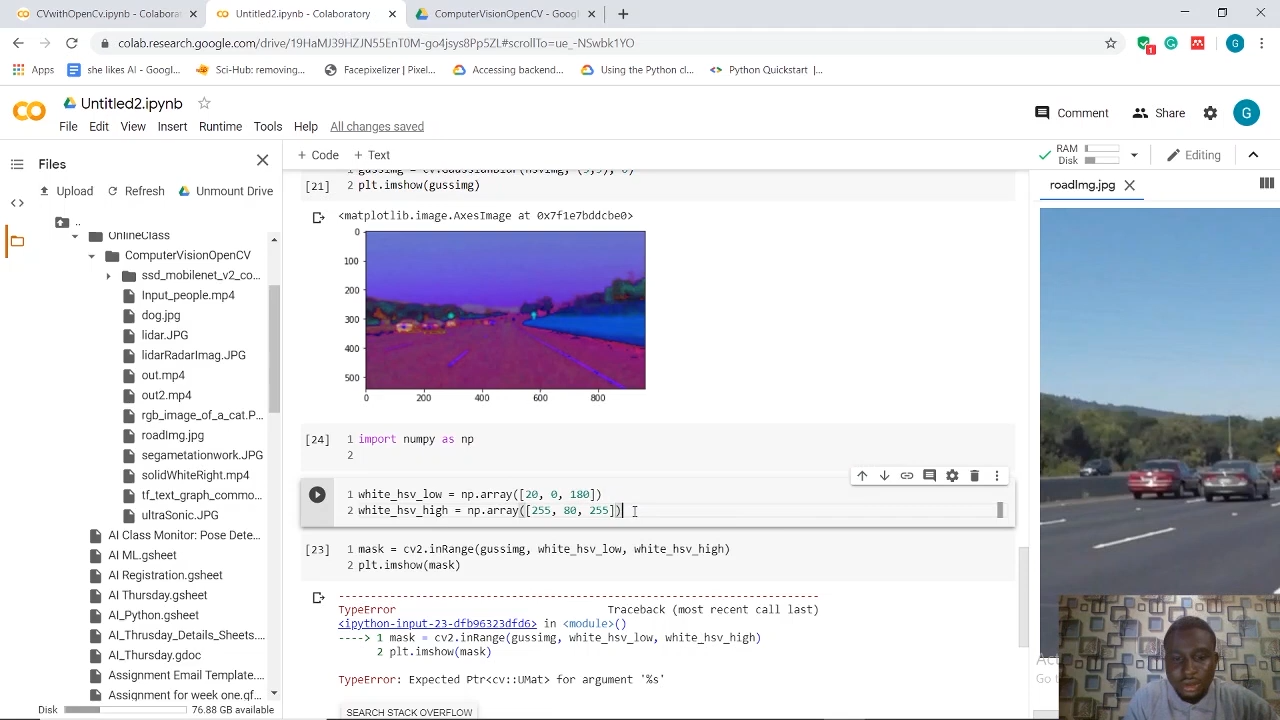 CVwithOpenCv.ipynb - Colaborat
Untitled2.ipynb - Colaboratory
ComputerVisionOpenCV - Googl
colab.research.google.com/drive/19HaMJ39HZJN55EnT0M-go4jsys8Pp5ZL#scrollTo=ue_-NSwbk1YO
1
G
Apps
she likes AI - Googl...
Sci-Hub: removing...
Facepixelizer | Pixel...
Accessing backend...
Using the Python cl...
Python Quickstart |...
Untitled2.ipynb
File Edit View Insert Runtime Tools Help All changes saved
Comment
Share
G
Files
+ Code + Text
RAM
Disk
Editing
Upload Refresh Unmount Drive
..
OnlineClass
ComputerVisionOpenCV
ssd_mobilenet_v2_co...
Input_people.mp4
dog.jpg
lidar.JPG
lidarRadarImag.JPG
out.mp4
out2.mp4
rgb_image_of_a_cat.P...
roadImg.jpg
segametationwork.JPG
solidWhiteRight.mp4
tf_text_graph_commo...
ultraSonic.JPG
AI Class Monitor: Pose Dete...
AI ML.gsheet
AI Registration.gsheet
AI Thursday.gsheet
AI_Python.gsheet
AI_Thrusday_Details_Sheets...
AI_Thursday.gdoc
Assignment Email Template...
Assignment for week one.gf...
Disk 76.88 GB available
[21] 2 plt.imshow(gussimg)
<matplotlib.image.AxesImage at 0x7f1e7bddcbe0>
0
100
200
300
400
500
0 200 400 600 800
[24] 1 import numpy as np
2
1 white_hsv_low = np.array([20, 0, 180])
2 white_hsv_high = np.array([255, 80, 255])
[23] 1 mask = cv2.inRange(gussimg, white_hsv_low, white_hsv_high)
2 plt.imshow(mask)
---------------------------------------------------------------------------
TypeError Traceback (most recent call last)
<ipython-input-23-dfb96323dfd6> in <module>()
----> 1 mask = cv2.inRange(gussimg, white_hsv_low, white_hsv_high)
2 plt.imshow(mask)
TypeError: Expected Ptr<cv::UMat> for argument '%s'
SEARCH STACK OVERFLOW
roadImg.jpg